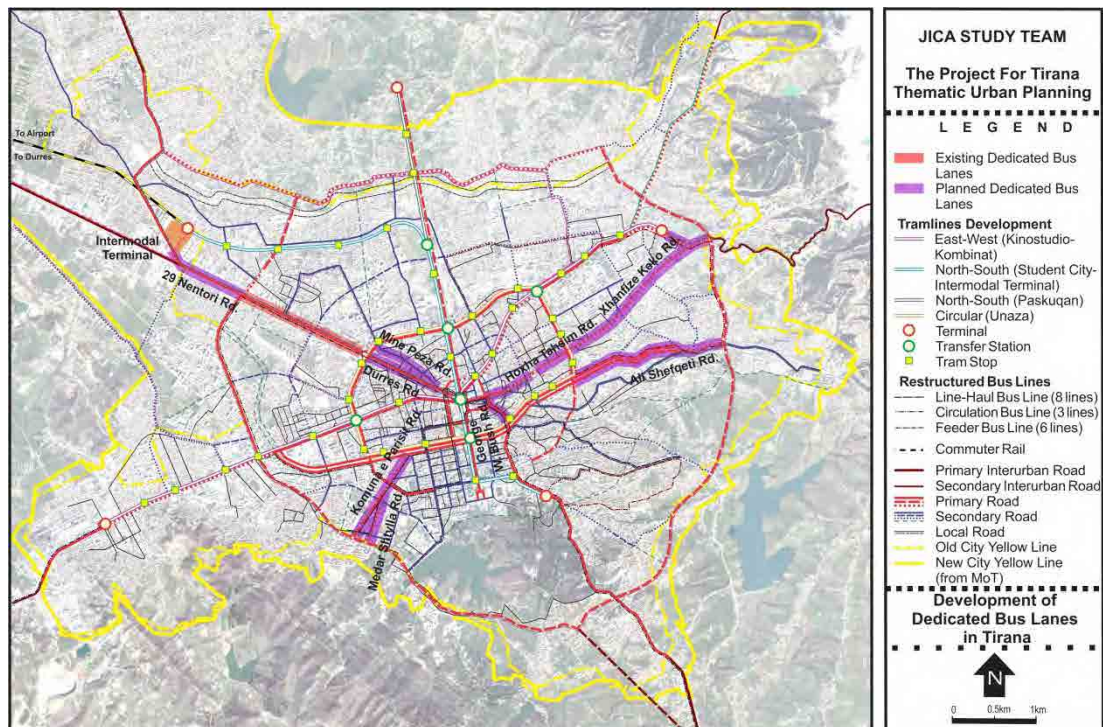 To Airport
To Durres
Intermodal
Terminal
29 Nentori Rd.
Mine Peza Rd.
Durres Rd.
Hoxha Tahsim Rd.
Xhanfize Keko Rd.
Ali Shefqeti Rd.
George
W. Bush Rd.
Komuna e Parisit Rd.
JICA STUDY TEAM
The Project For Tirana
Thematic Urban Planning
L E G E N D
Existing Dedicated Bus
Lanes
Planned Dedicated Bus
Lanes
Tramlines Development
East-West (Kinostudio-
Kombinat)
North-South (Student City-
Intermodal Terminal)
North-South (Paskuqan)
Circular (Unaza)
Terminal
Transfer Station
Tram Stop
Restructured Bus Lines
Line-Haul Bus Line (8 lines)
Circulation Bus Line (3 lines)
Feeder Bus Line (6 lines)
Commuter Rail
Primary Interurban Road
Secondary Interurban Road
Primary Road
Secondary Road
Local Road
Old City Yellow Line
New City Yellow Line
(from MoT)
Development of
Dedicated Bus Lanes
in Tirana
N
0 0.5km 1km